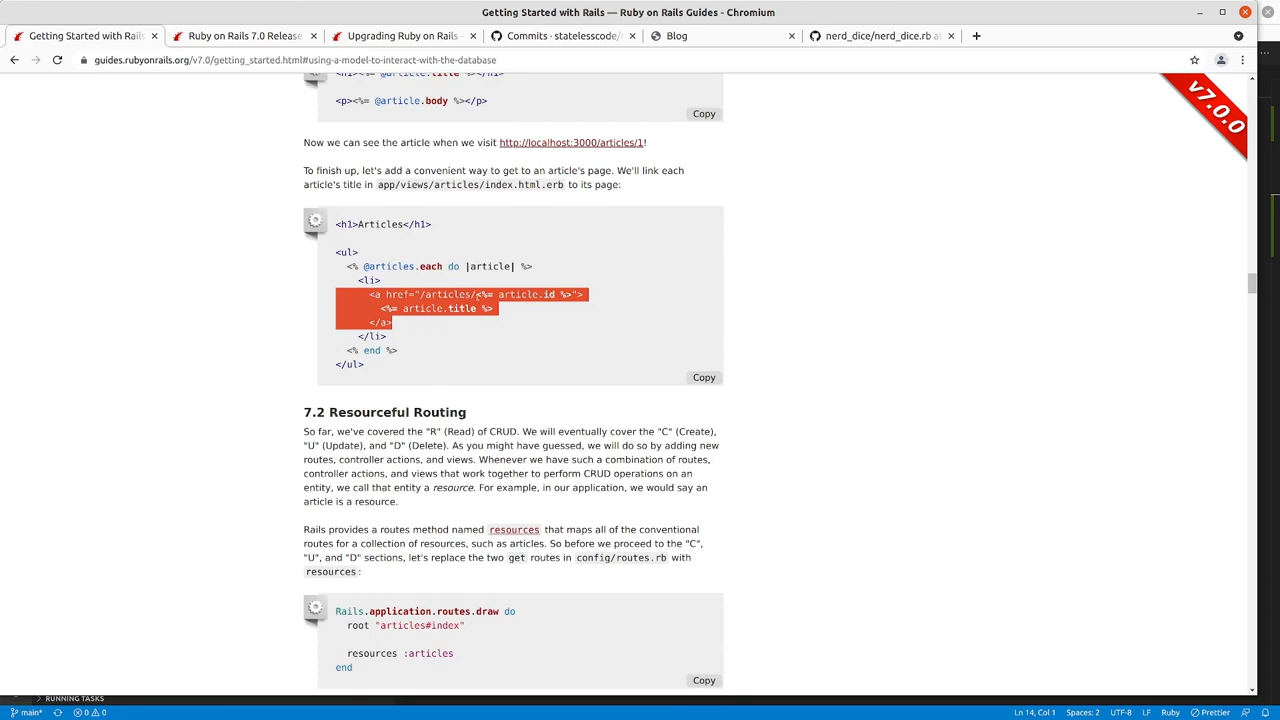 Getting Started with Rails — Ruby on Rails Guides - Chromium
Getting Started with Rails
Ruby on Rails 7.0 Release
Upgrading Ruby on Rails -
Commits · statelesscode/
Blog
nerd_dice/nerd_dice.rb at
guides.rubyonrails.org/v7.0/getting_started.html#using-a-model-to-interact-with-the-database
v7.0.0
<h1><%= @article.title %></h1>
<p><%= @article.body %></p>
Copy
Now we can see the article when we visit http://localhost:3000/articles/1!
To finish up, let's add a convenient way to get to an article's page. We'll link each
article's title in app/views/articles/index.html.erb to its page:
<h1>Articles</h1>
<ul>
<% @articles.each do |article| %>
<li>
<a href="/articles/<%= article.id %>">
<%= article.title %>
</a>
</li>
<% end %>
</ul>
Copy
7.2 Resourceful Routing
So far, we've covered the "R" (Read) of CRUD. We will eventually cover the "C" (Create),
"U" (Update), and "D" (Delete). As you might have guessed, we will do so by adding new
routes, controller actions, and views. Whenever we have such a combination of routes,
controller actions, and views that work together to perform CRUD operations on an
entity, we call that entity a resource. For example, in our application, we would say an
article is a resource.
Rails provides a routes method named resources that maps all of the conventional
routes for a collection of resources, such as articles. So before we proceed to the "C",
"U", and "D" sections, let's replace the two get routes in config/routes.rb with
resources:
Rails.application.routes.draw do
root "articles#index"
resources :articles
end
Copy
RUNNING TASKS
main*
0
0
Ln 14, Col 1
Spaces: 2
UTF-8
LF
Ruby
Prettier